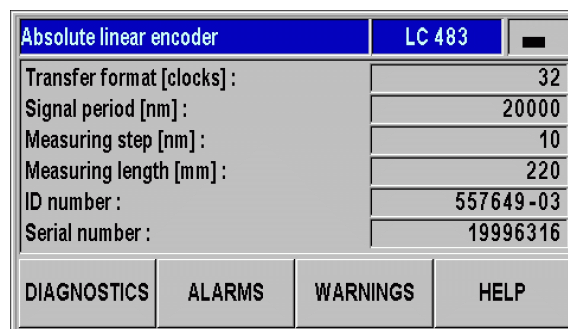 Absolute linear encoder LC 483
Transfer format [clocks] : 32
Signal period [nm] : 20000
Measuring step [nm] : 10
Measuring length [mm] : 220
ID number : 557649-03
Serial number : 19996316
DIAGNOSTICS ALARMS WARNINGS HELP